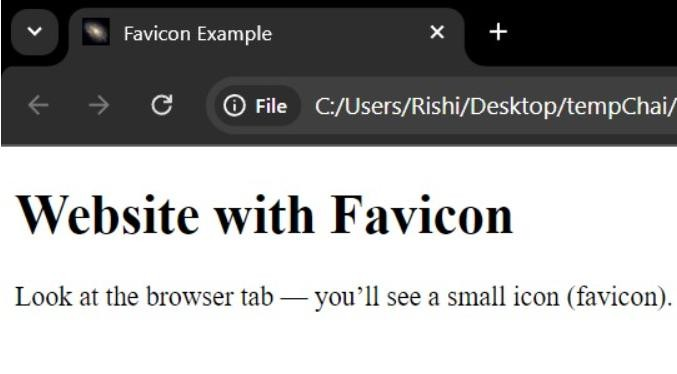 Favicon Example
File C:/Users/Rishi/Desktop/tempChai/
Website with Favicon
Look at the browser tab — you’ll see a small icon (favicon).